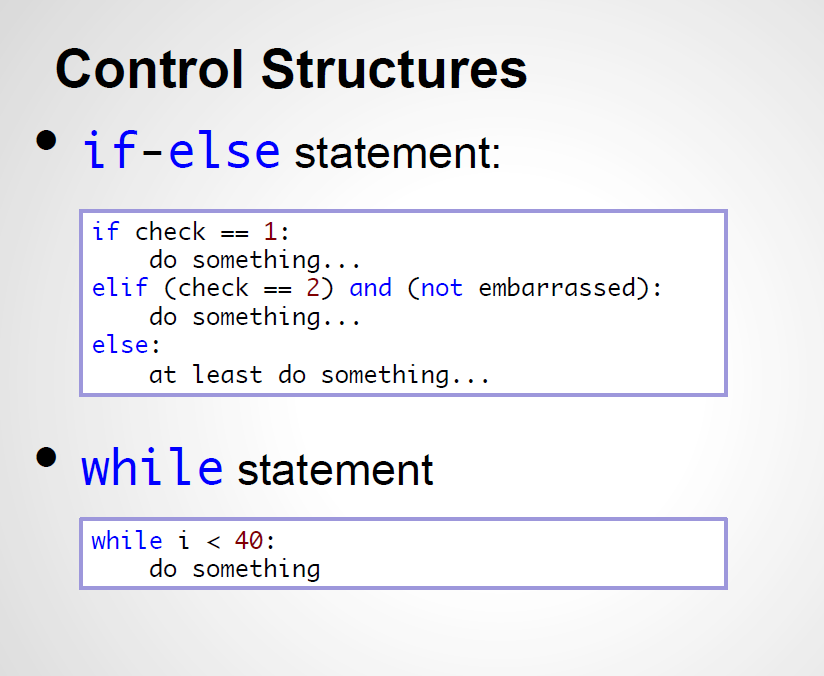 Control Structures
• if-else statement:
if check == 1:
    do something...
elif (check == 2) and (not embarrassed):
    do something...
else:
    at least do something...
• while statement
while i < 40:
    do something